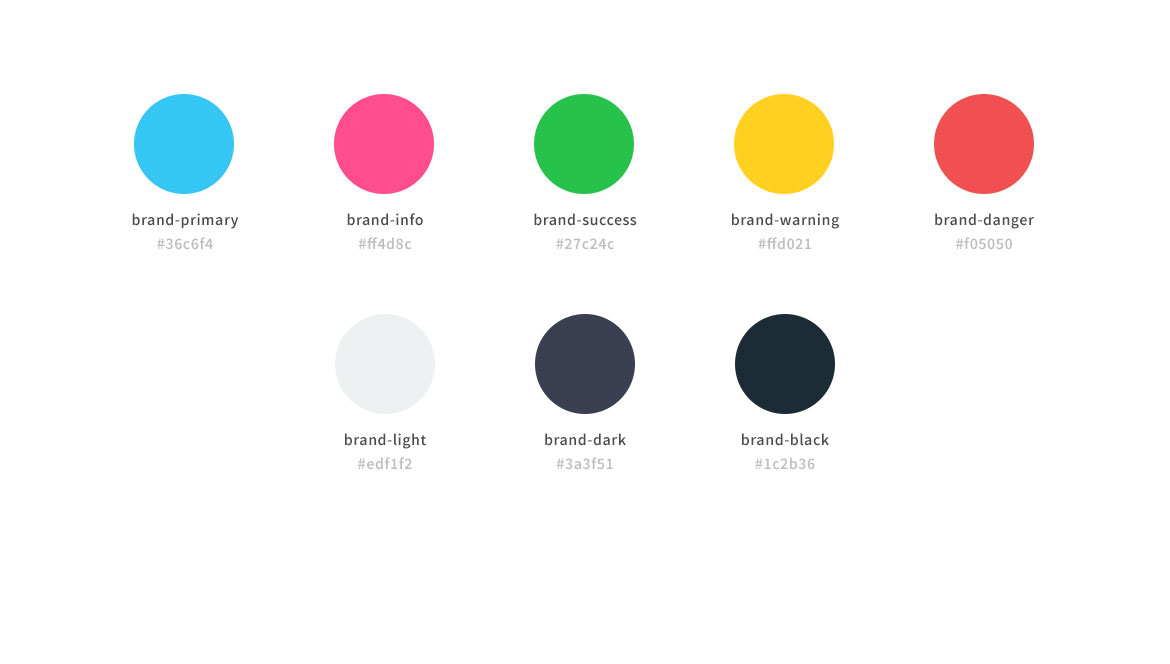 brand-primary
#36c6f4
brand-info
#ff4d8c
brand-success
#27c24c
brand-warning
#ffd021
brand-danger
#f05050
brand-light
#edf1f2
brand-dark
#3a3f51
brand-black
#1c2b36